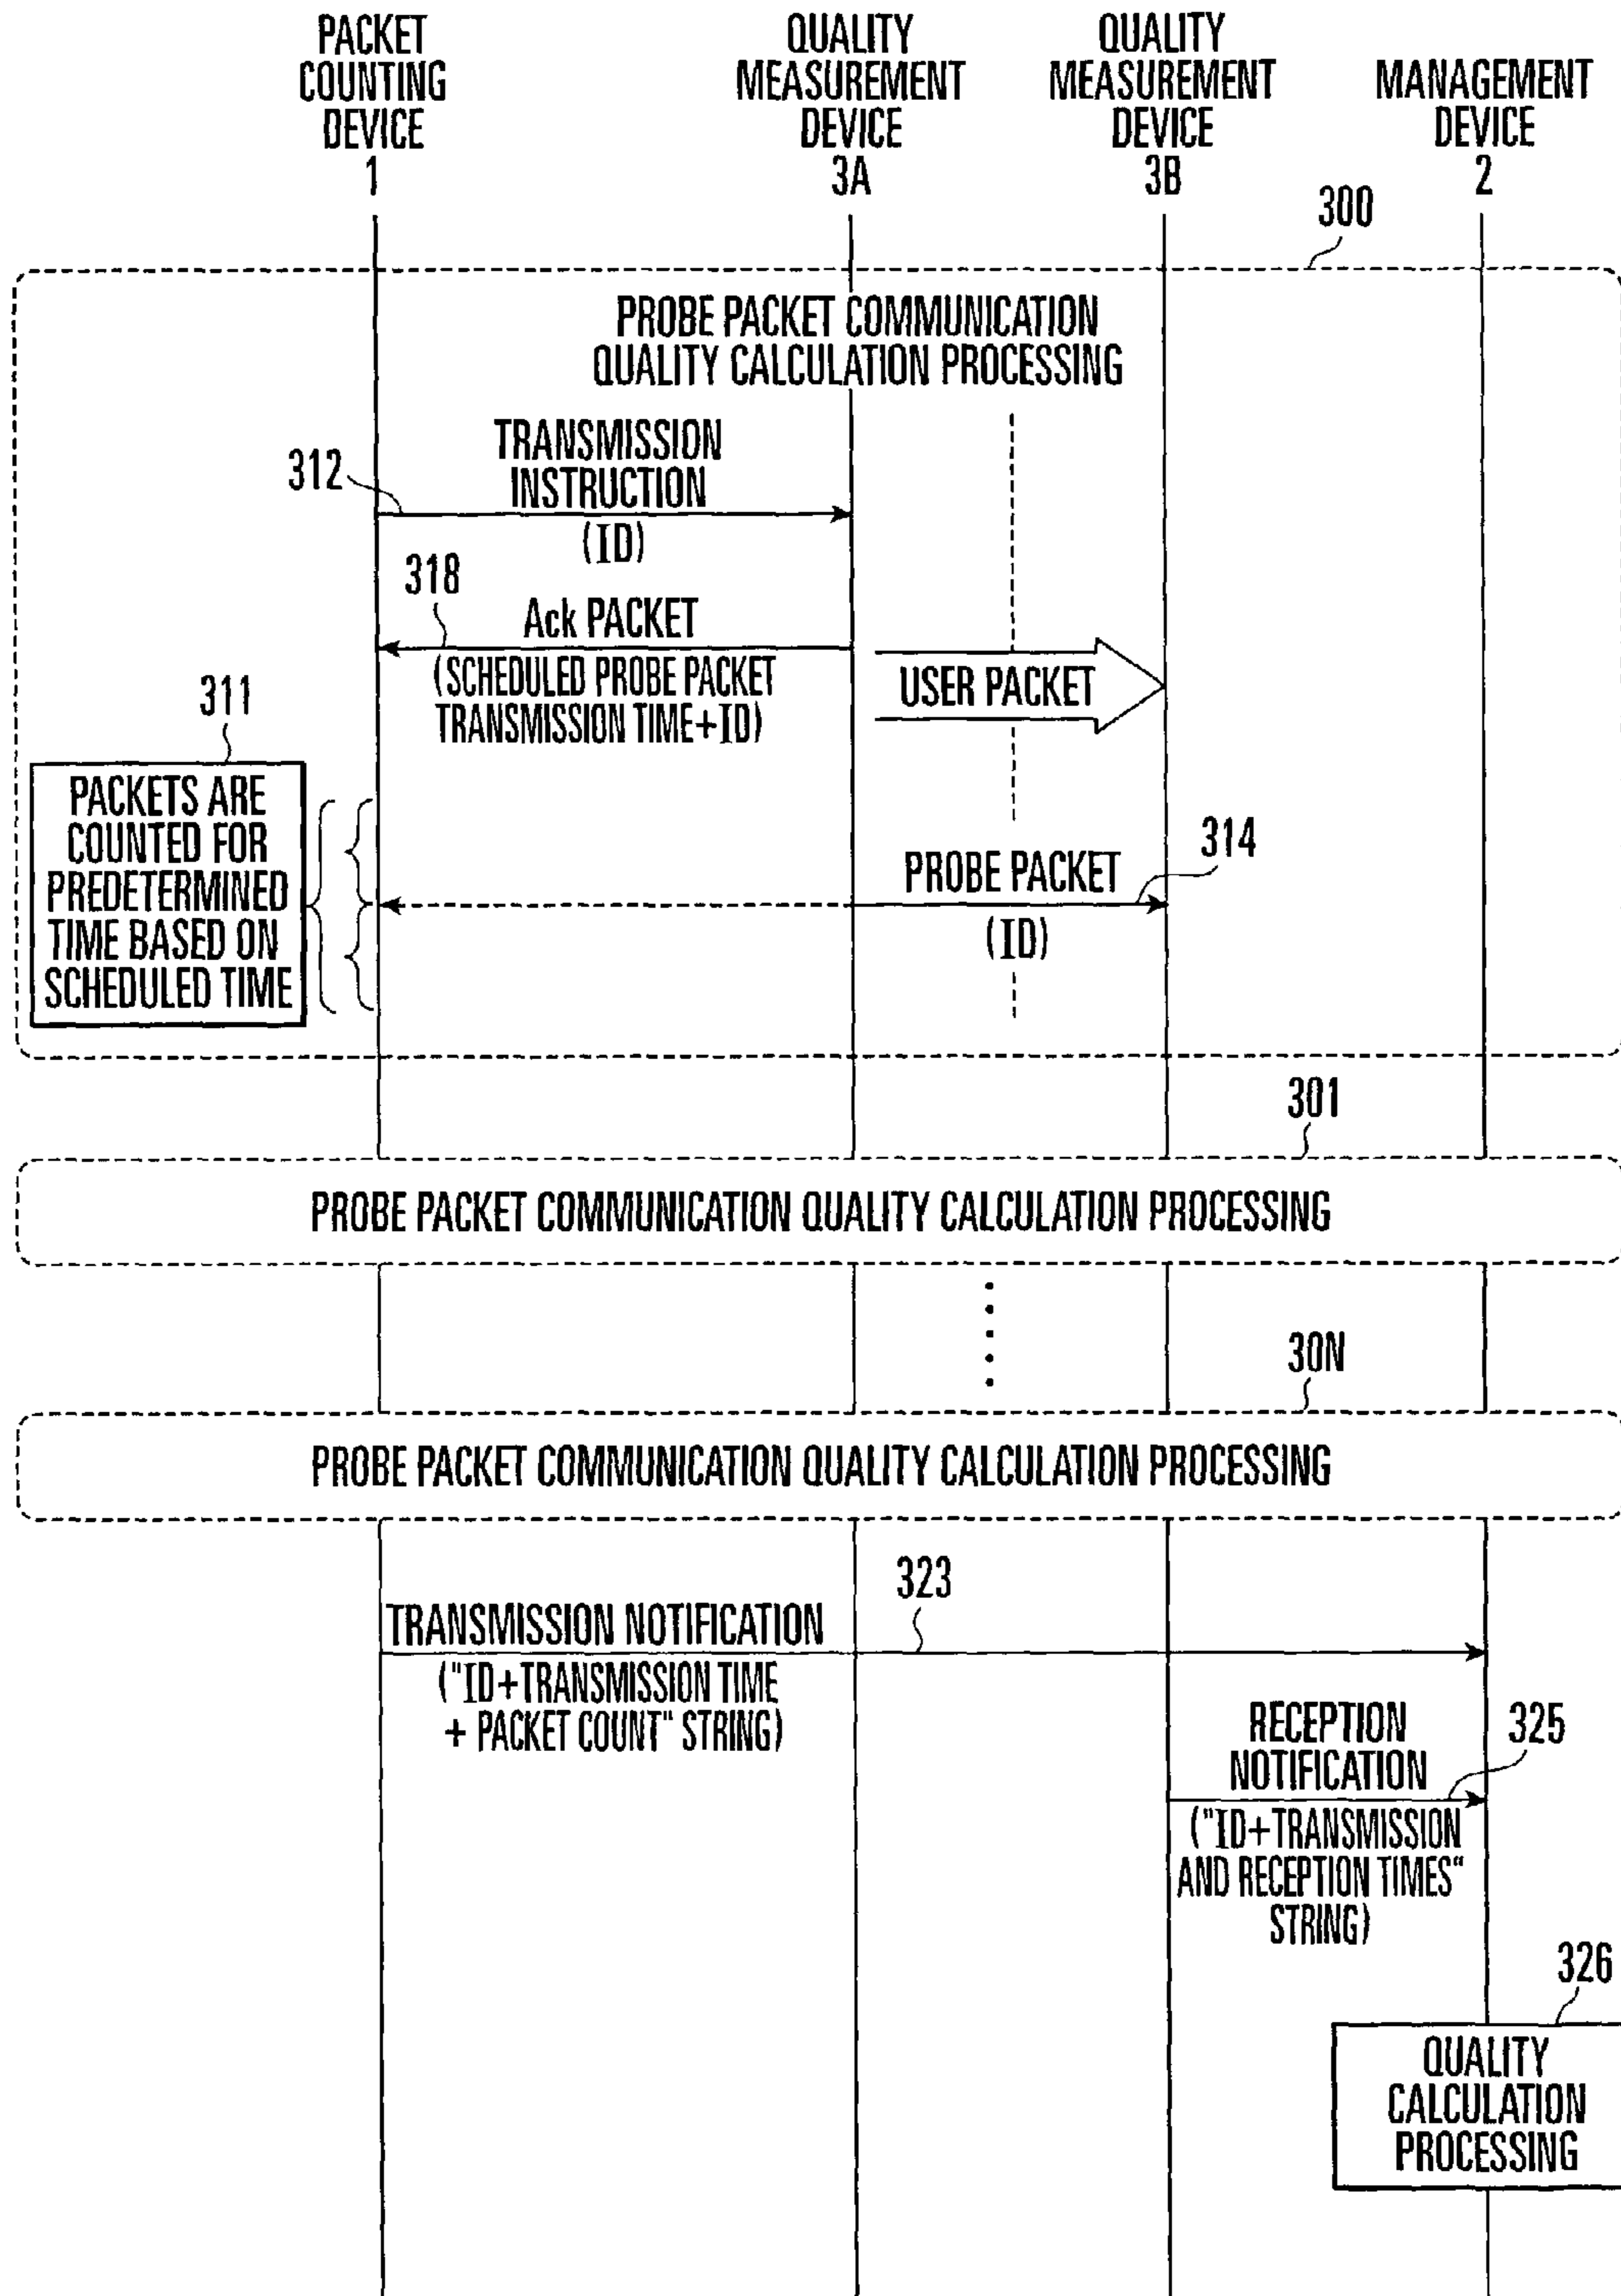 PACKET
COUNTING
DEVICE
1
QUALITY
MEASUREMENT
DEVICE
3A
QUALITY
MEASUREMENT
DEVICE
3B
MANAGEMENT
DEVICE
2
300
PROBE PACKET COMMUNICATION
QUALITY CALCULATION PROCESSING
312
TRANSMISSION
INSTRUCTION
(ID)
318
Ack PACKET
(SCHEDULED PROBE PACKET
TRANSMISSION TIME+ID)
USER PACKET
311
PACKETS ARE
COUNTED FOR
PREDETERMINED
TIME BASED ON
SCHEDULED TIME
PROBE PACKET
314
(ID)
301
PROBE PACKET COMMUNICATION QUALITY CALCULATION PROCESSING
30N
PROBE PACKET COMMUNICATION QUALITY CALCULATION PROCESSING
323
TRANSMISSION NOTIFICATION
("ID+TRANSMISSION TIME
+ PACKET COUNT" STRING)
RECEPTION
NOTIFICATION
325
("ID+TRANSMISSION
AND RECEPTION TIMES"
STRING)
326
QUALITY
CALCULATION
PROCESSING